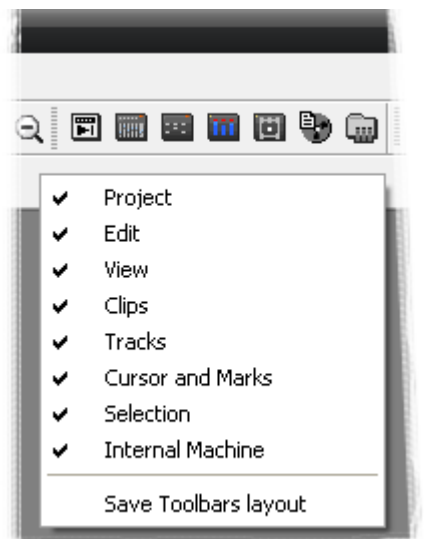 Project
Edit
View
Clips
Tracks
Cursor and Marks
Selection
Internal Machine
Save Toolbars layout